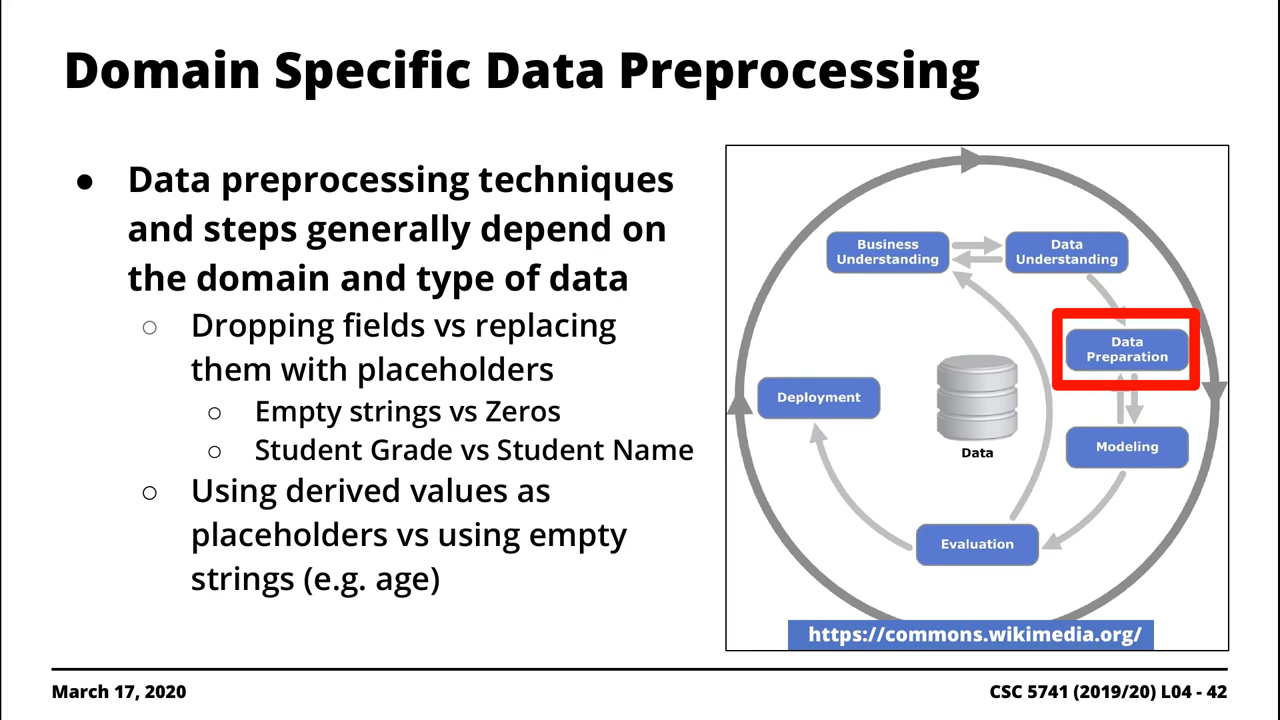 Domain Specific Data Preprocessing
● Data preprocessing techniques
and steps generally depend on
the domain and type of data
○ Dropping fields vs replacing
them with placeholders
○ Empty strings vs Zeros
○ Student Grade vs Student Name
○ Using derived values as
placeholders vs using empty
strings (e.g. age)
Business
Understanding
Data
Understanding
Data
Preparation
Deployment
Data
Modeling
Evaluation
https://commons.wikimedia.org/
March 17, 2020
CSC 5741 (2019/20) L04 - 42